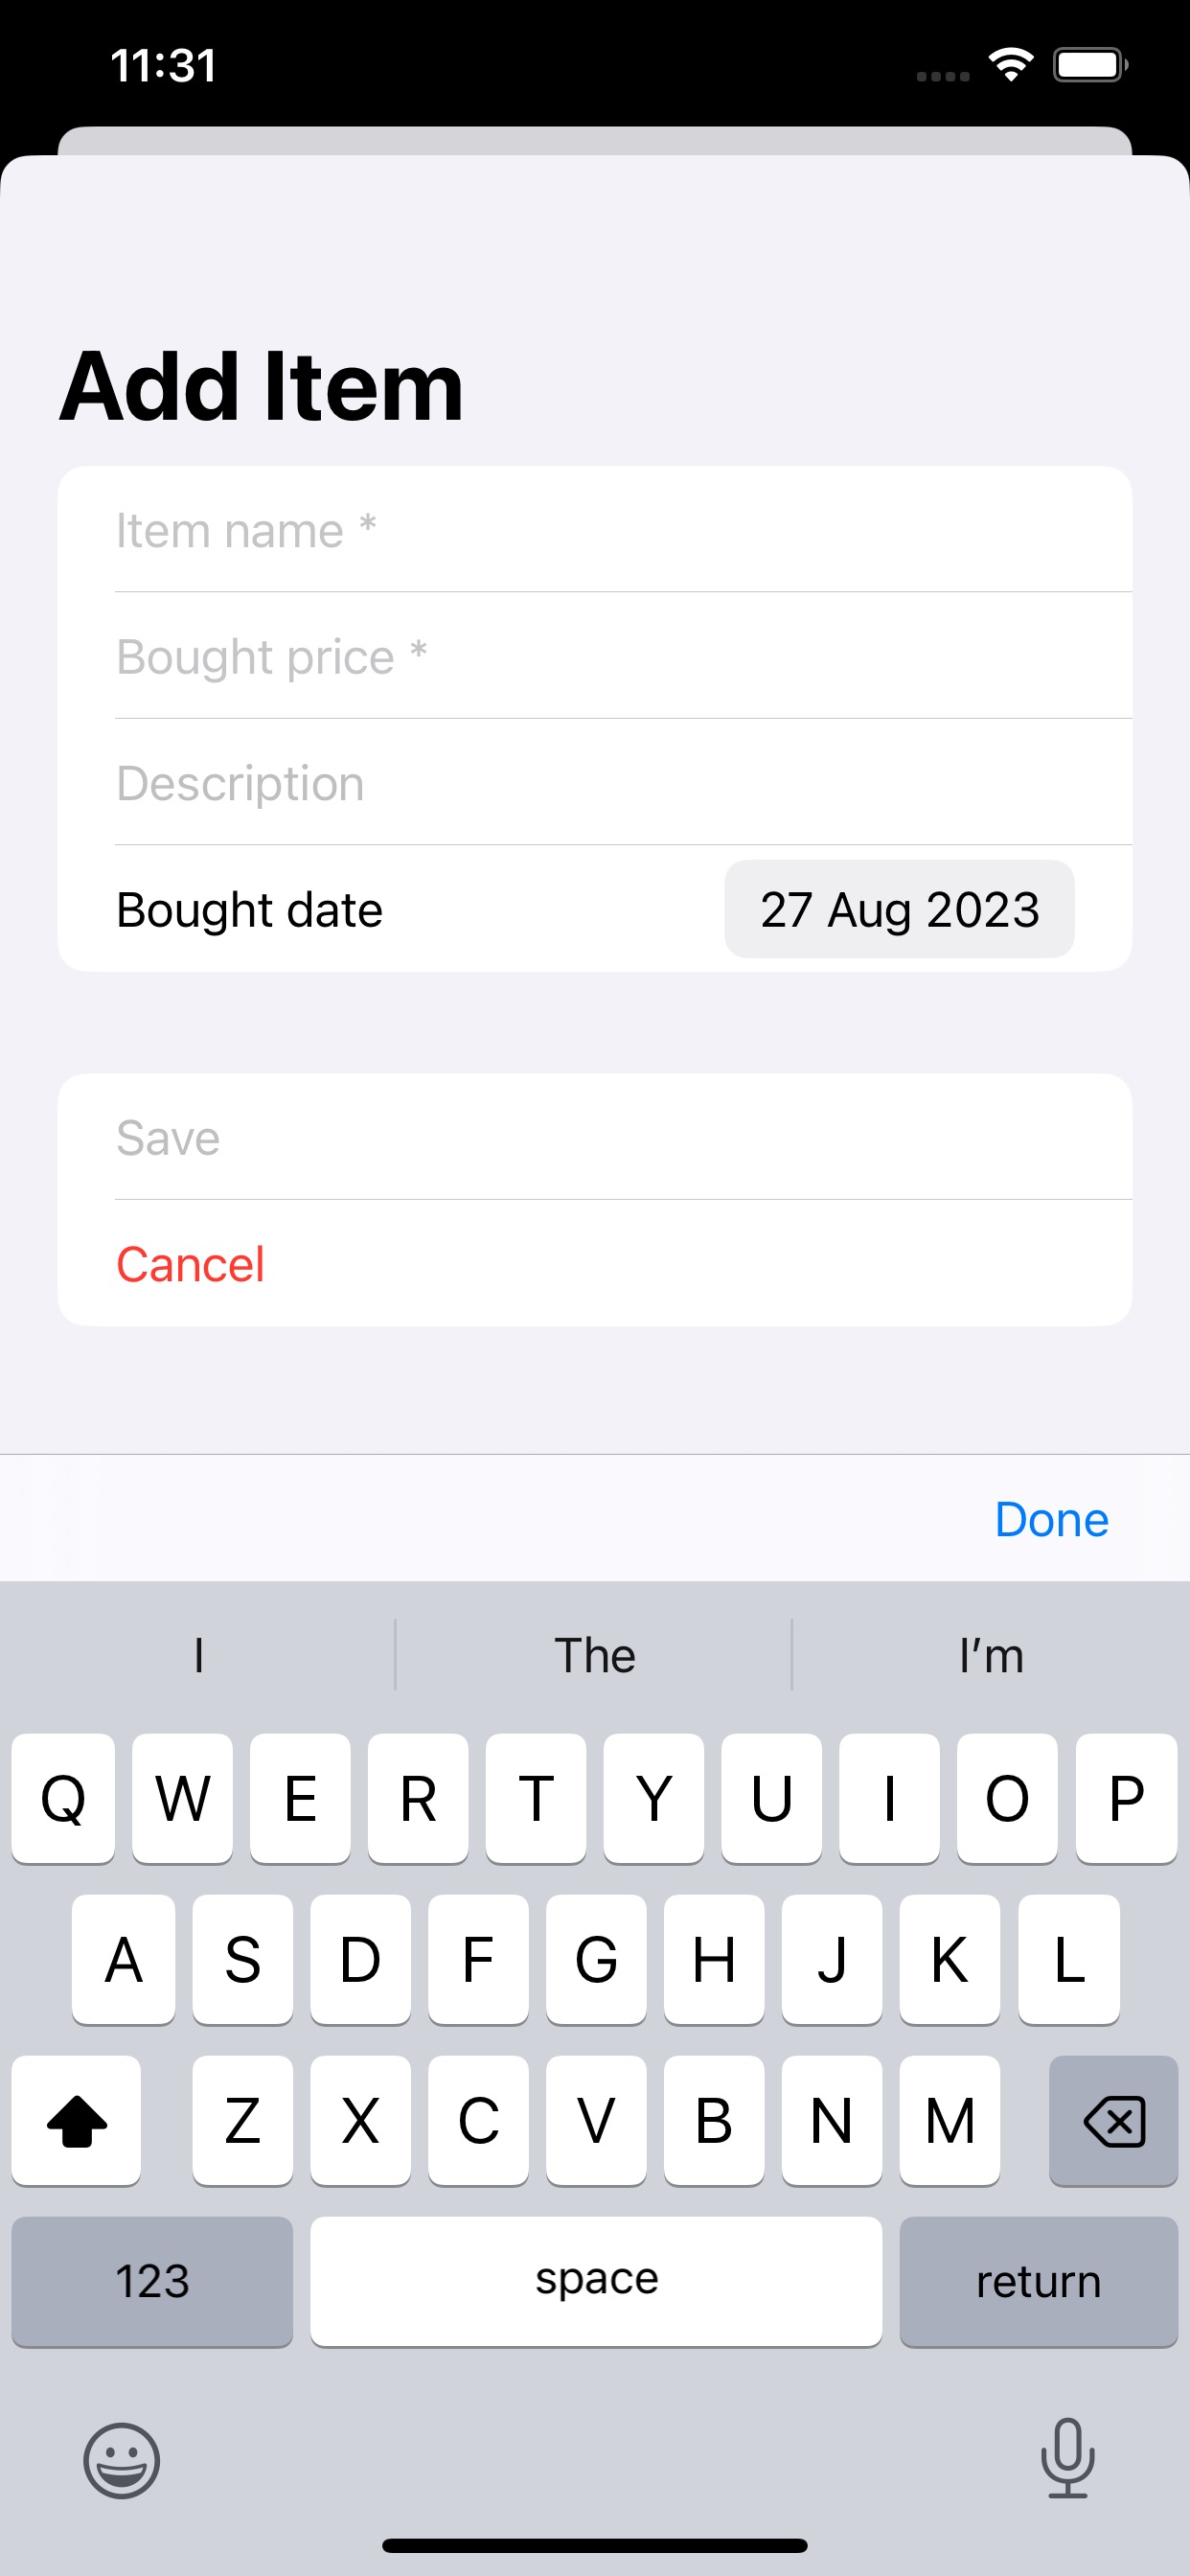 11:31
Add Item
Item name *
Bought price *
Description
Bought date 27 Aug 2023
Save
Cancel
Done
I The I’m
Q W E R T Y U I O P
A S D F G H J K L
Z X C V B N M
123 space return